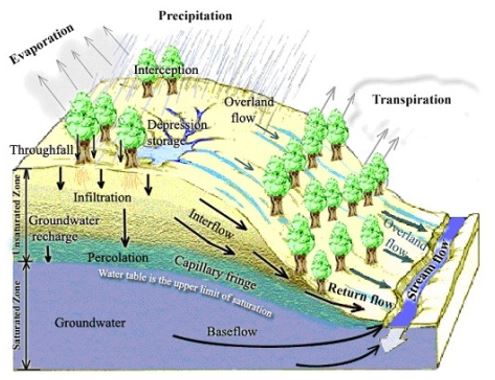 Precipitation
Evaporation
Interception
Overland
flow
Transpiration
Depression
storage
Throughfall
Infiltration
Unsaturated Zone
Groundwater
recharge
Interflow
Overland
flow
Stream flow
Percolation
Capillary fringe
Return flow
Water table is the upper limit of saturation
Saturated Zone
Groundwater
Baseflow